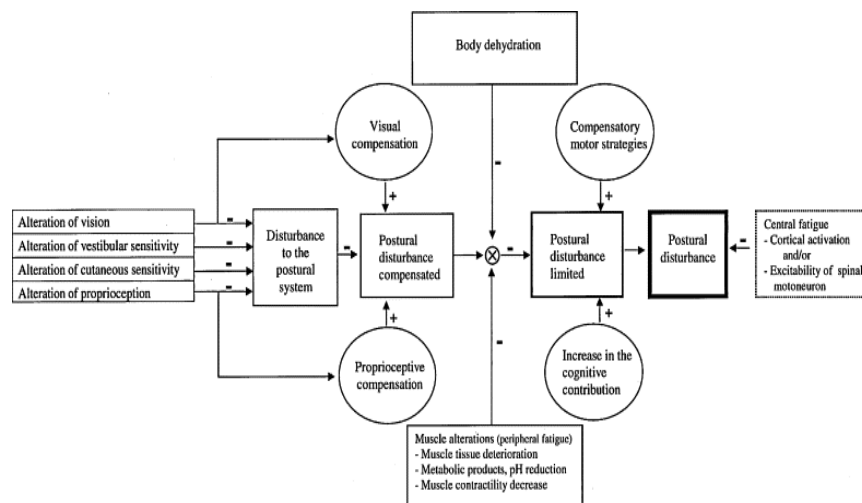 Body dehydration
Visual
compensation
Compensatory
motor strategies
+
-
+
Alteration of vision
Alteration of vestibular sensitivity
Alteration of cutaneous sensitivity
Alteration of proprioception
-
-
-
-
Disturbance
to the
postural
system
-
Postural
disturbance
compensated
-
Postural
disturbance
limited
Postural
disturbance
-
Central fatigue
- Cortical activation
and/or
- Excitability of spinal
motoneuron
+
-
+
Proprioceptive
compensation
Increase in the
cognitive
contribution
Muscle alterations (peripheral fatigue)
- Muscle tissue deterioration
- Metabolic products, pH reduction
- Muscle contractility decrease